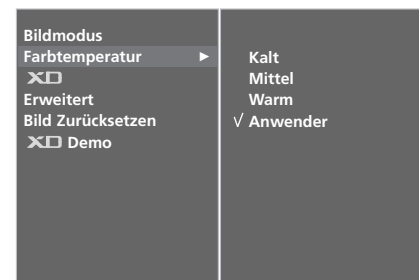 Bildmodus
Farbtemperatur ►
XD
Erweitert
Bild Zurücksetzen
XD Demo
Kalt
Mittel
Warm
√ Anwender